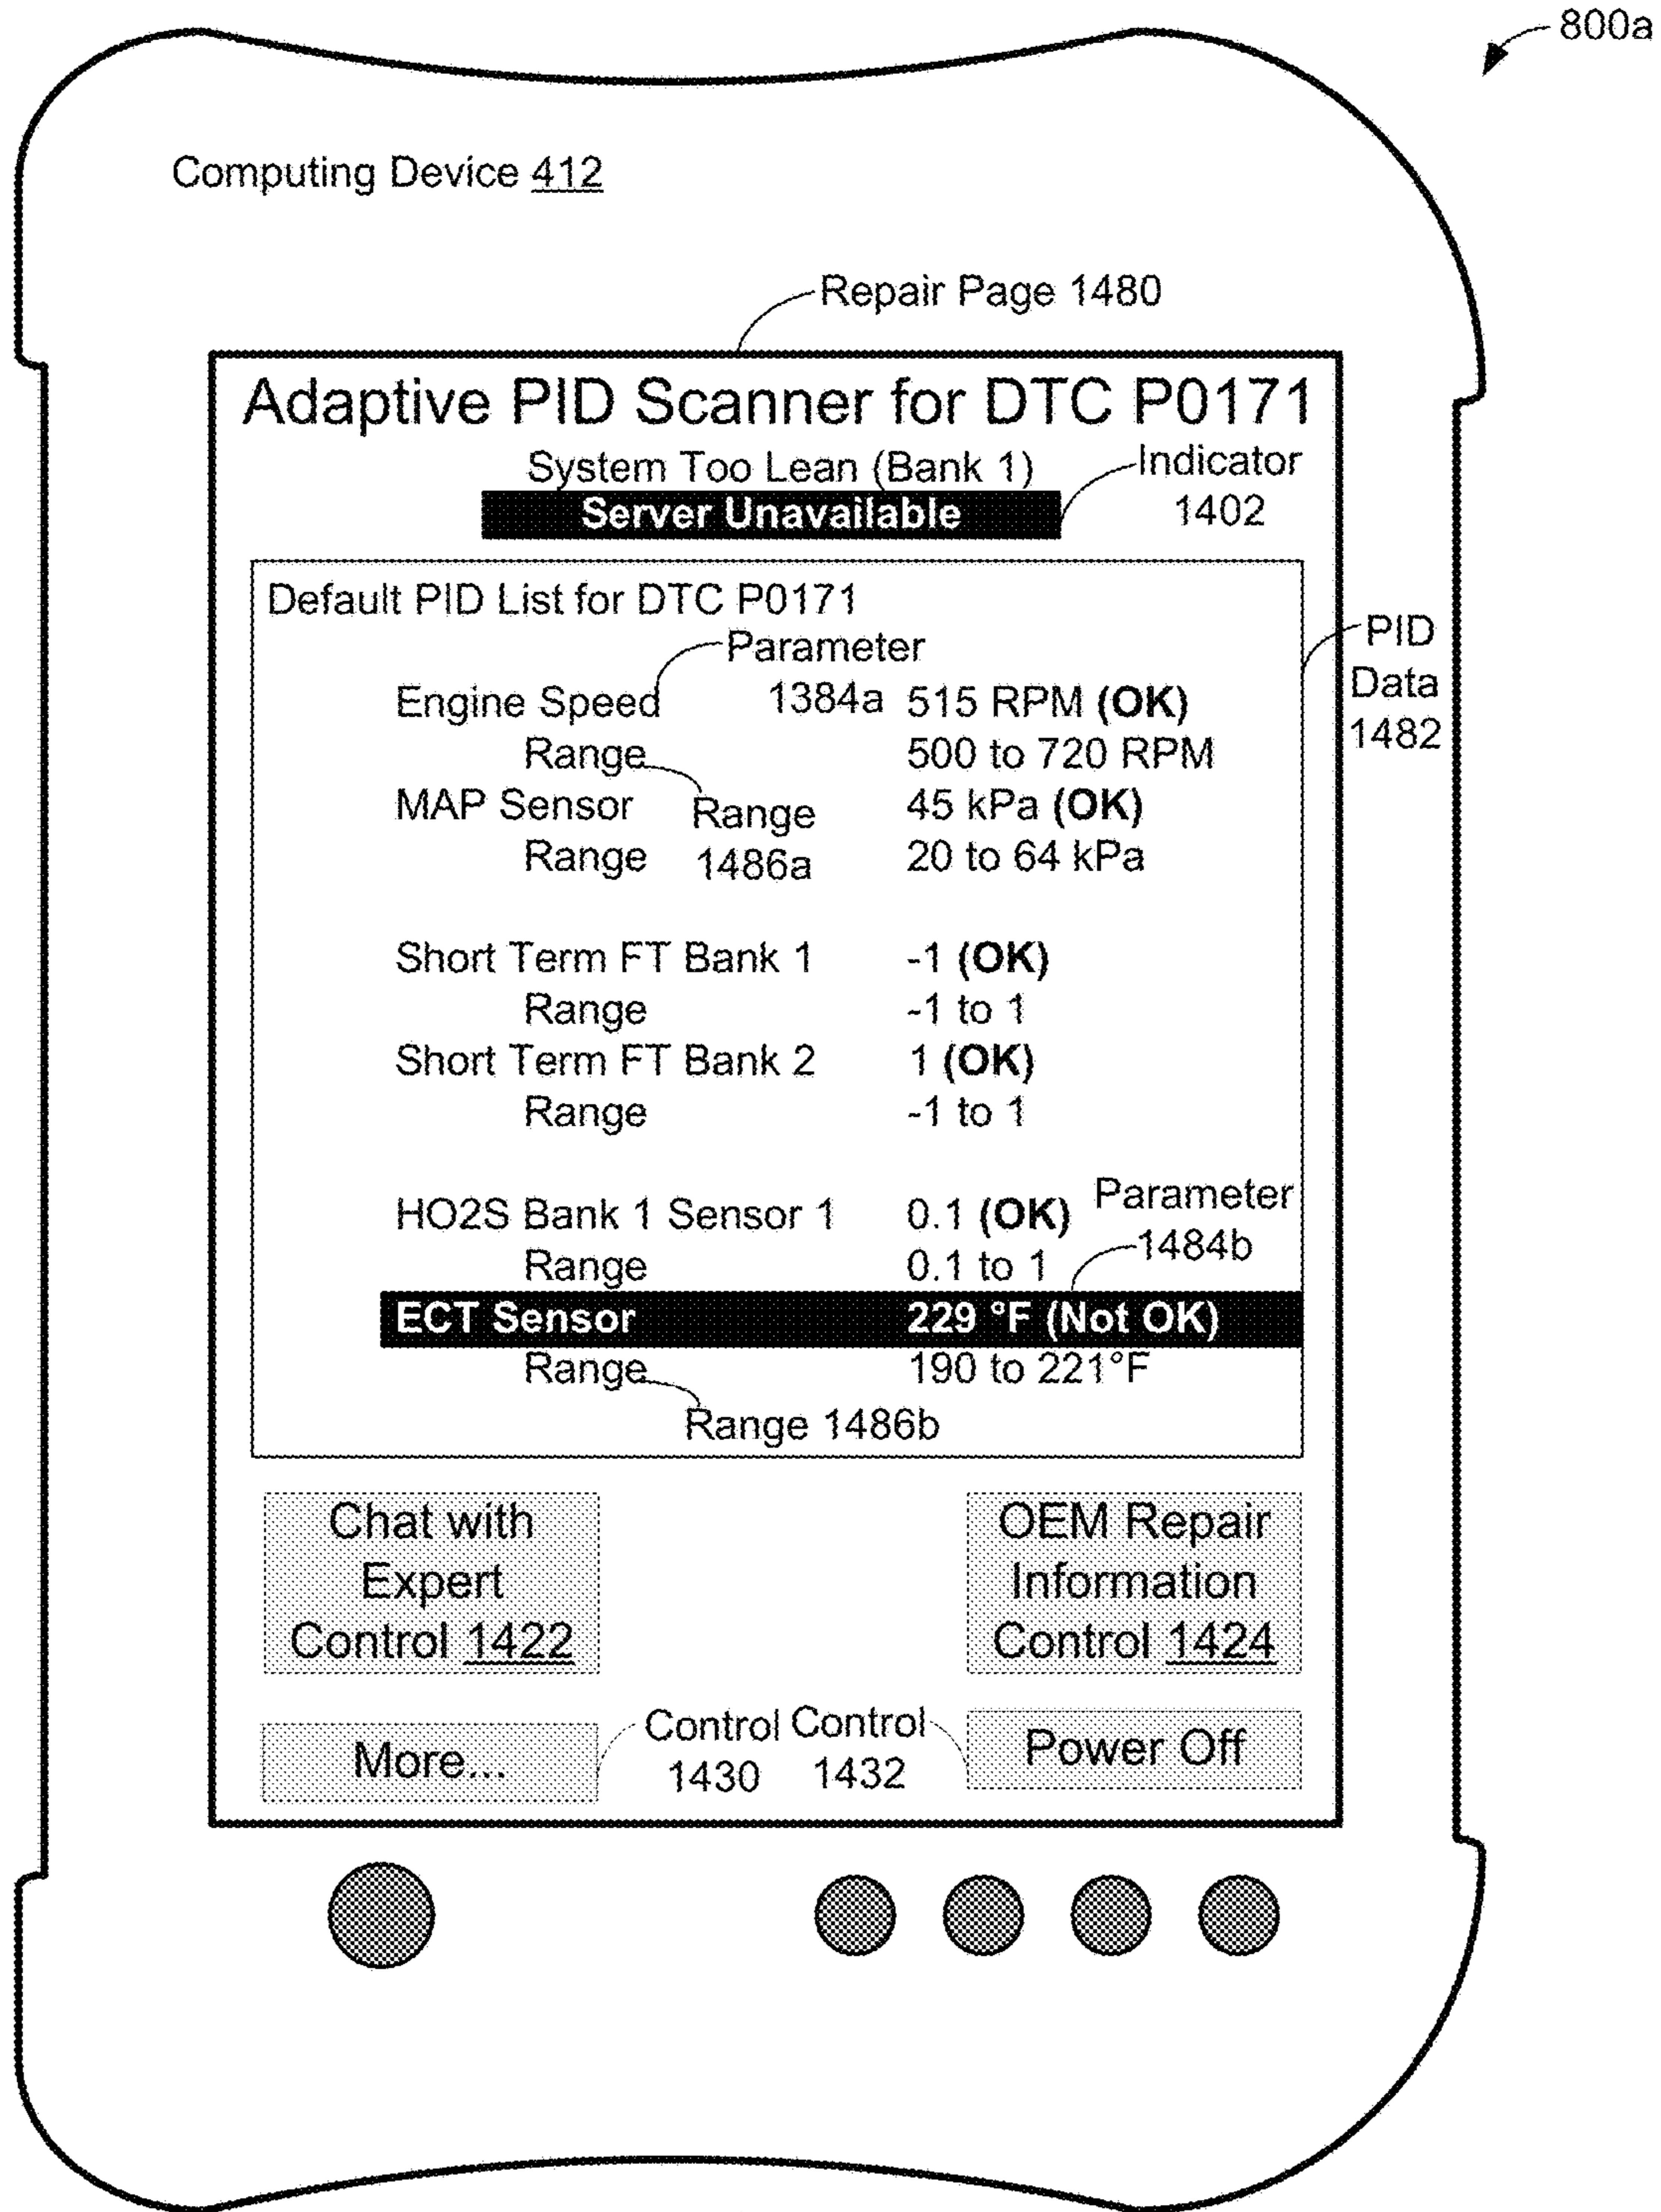 800a
Computing Device 412
Repair Page 1480
Adaptive PID Scanner for DTC P0171
System Too Lean (Bank 1)
Indicator
1402
Server Unavailable
Default PID List for DTC P0171
Parameter
1384a
PID
Data
1482
Engine Speed 515 RPM (OK)
Range 500 to 720 RPM
MAP Sensor 45 kPa (OK)
Range
1486a
Range 20 to 64 kPa
Short Term FT Bank 1 -1 (OK)
Range -1 to 1
Short Term FT Bank 2 1 (OK)
Range -1 to 1
HO2S Bank 1 Sensor 1 0.1 (OK)
Parameter
1484b
Range 0.1 to 1
ECT Sensor 229 °F (Not OK)
Range 190 to 221°F
Range 1486b
Chat with
Expert
Control 1422
OEM Repair
Information
Control 1424
More...
Control
1430
Control
1432
Power Off